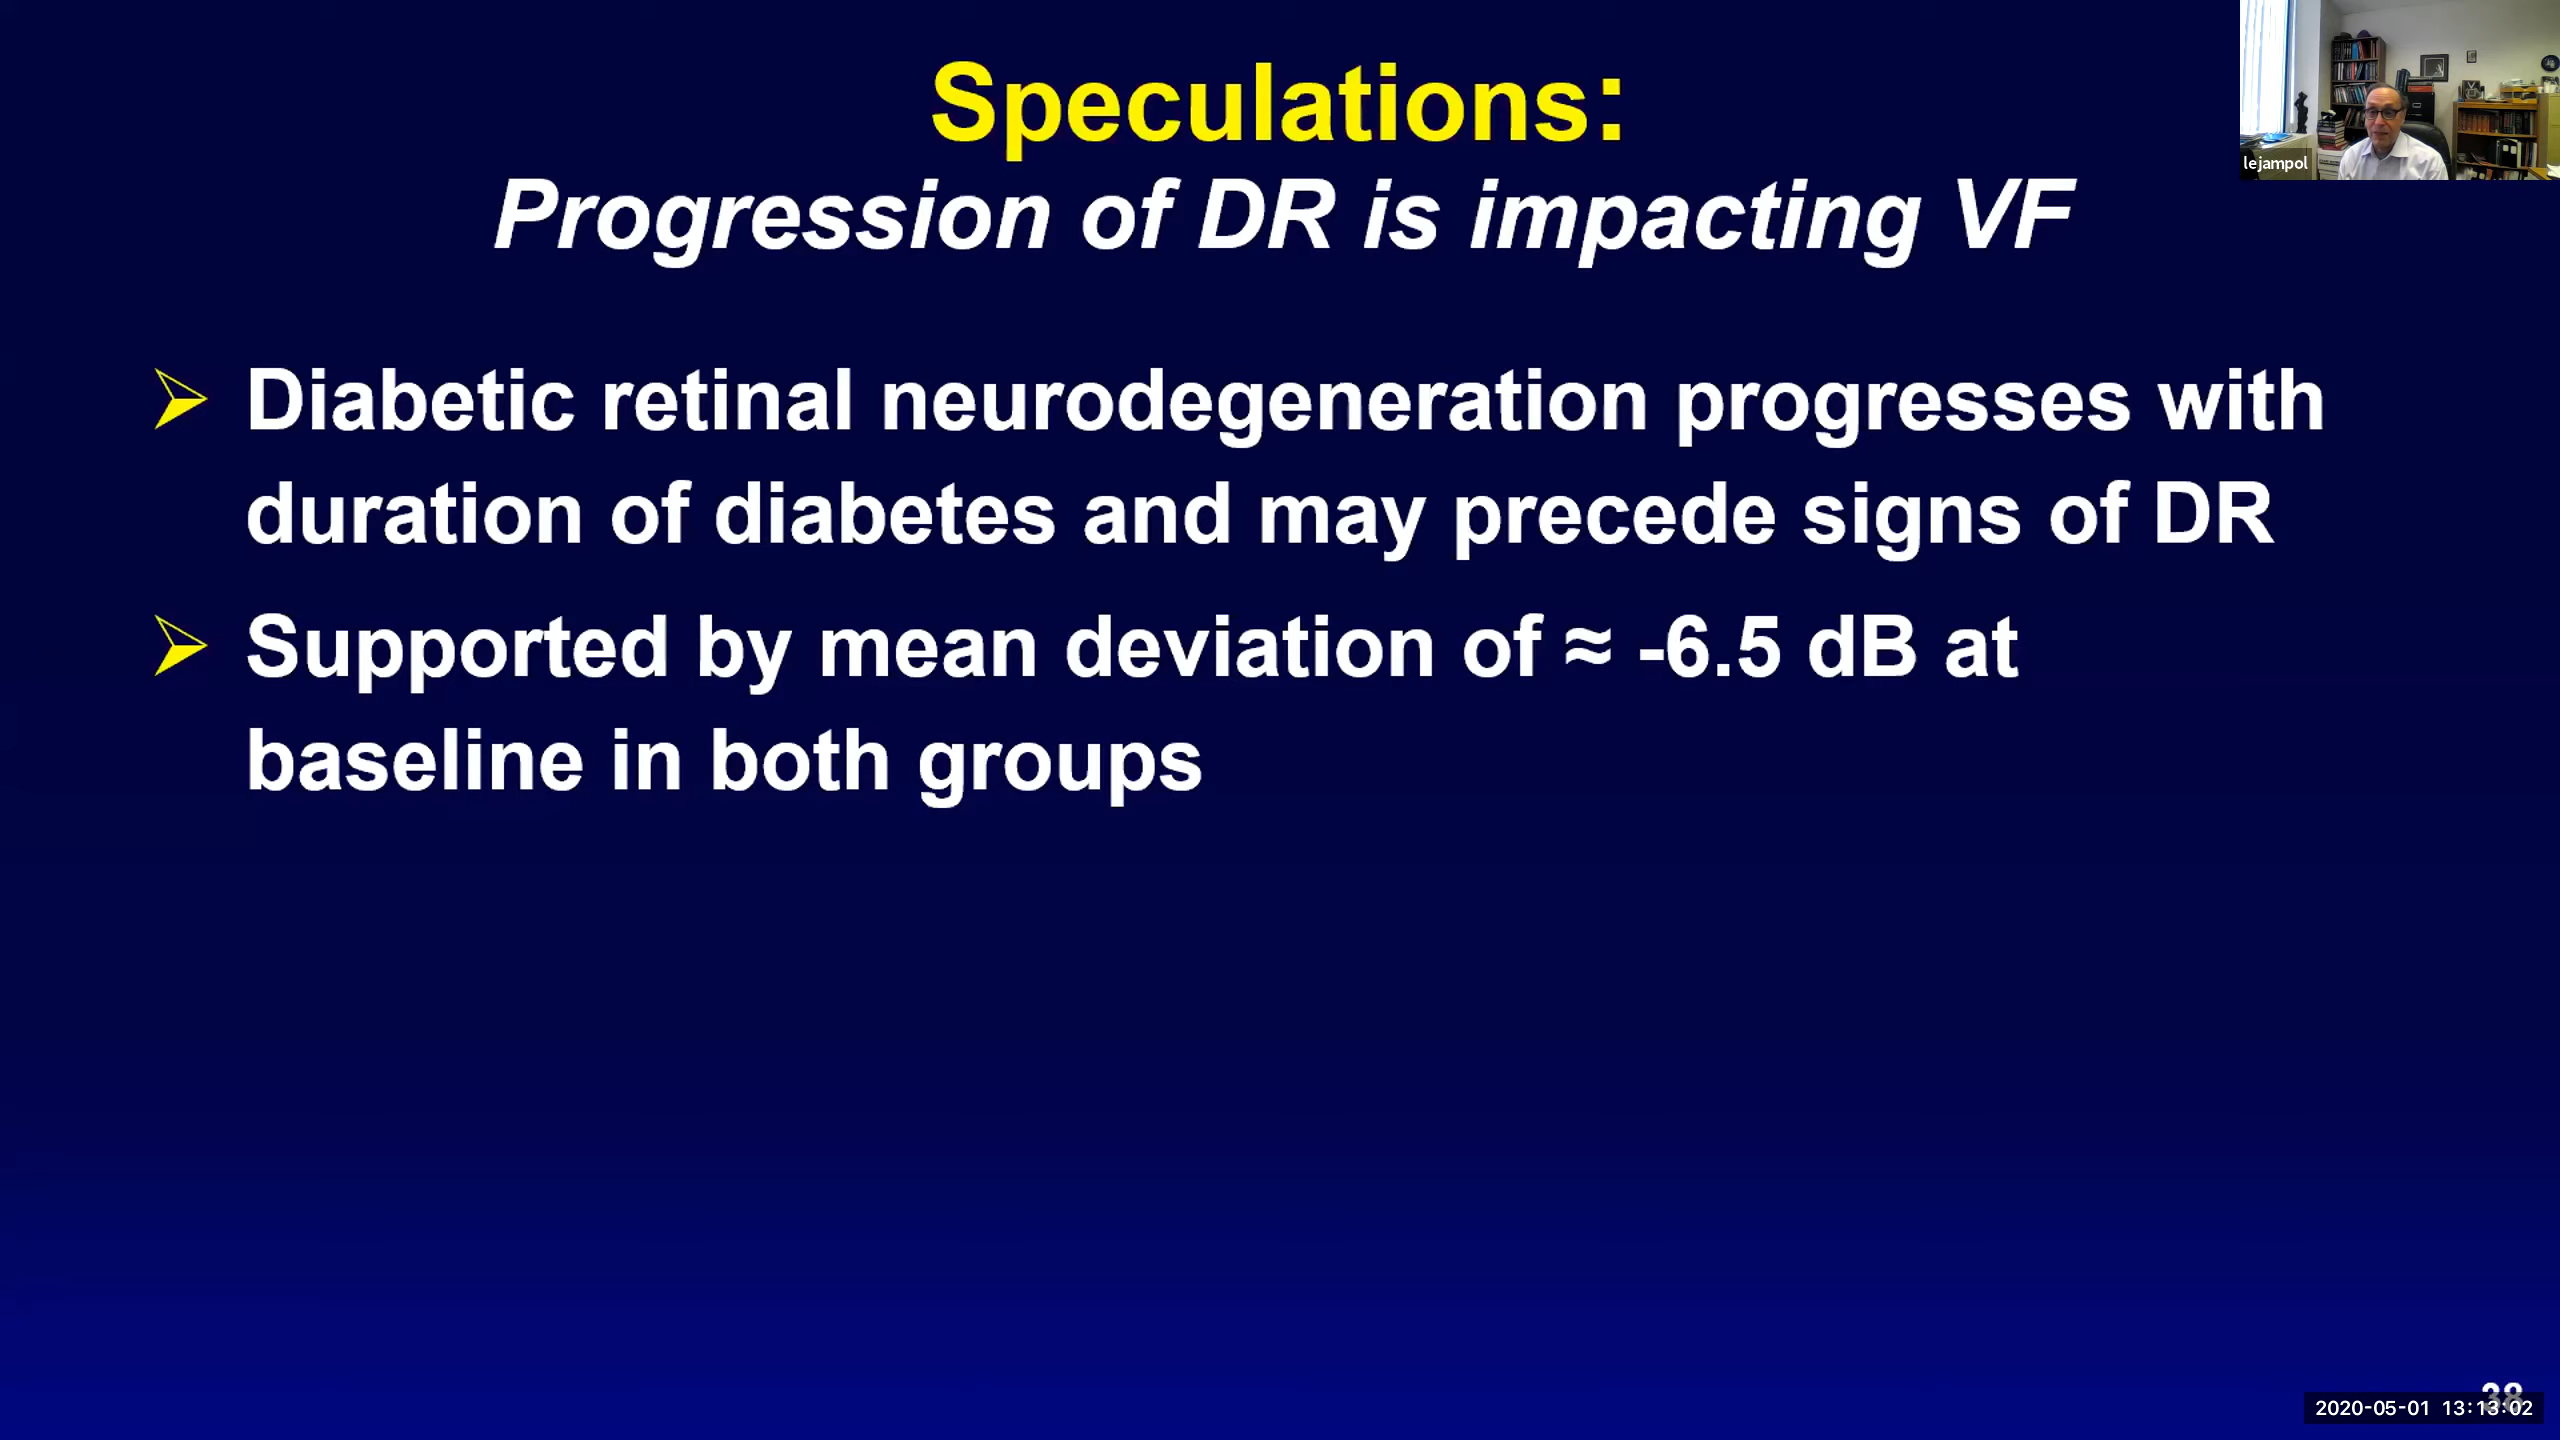 Speculations:
Progression of DR is impacting VF
lejampol
Diabetic retinal neurodegeneration progresses with
duration of diabetes and may precede signs of DR
Supported by mean deviation of ≈ -6.5 dB at
baseline in both groups
38
2020-05-01 13:13:02